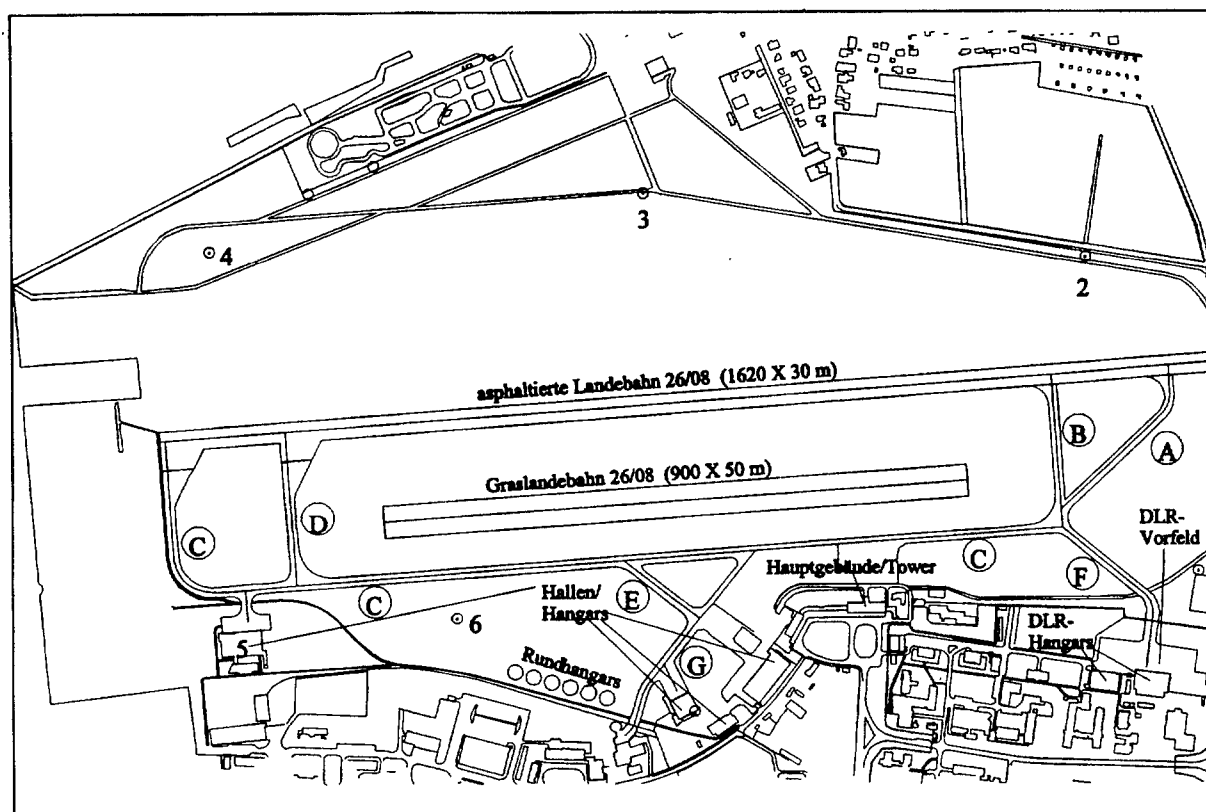 3
4
2
asphaltierte Landebahn 26/08 (1620 X 30 m)
B
A
Graslandebahn 26/08 (900 X 50 m)
C
D
DLR-
Vorfeld
C
F
Hauptgebäude/Tower
Hallen/
Hangars
E
C
6
5
DLR-
Hangars
G
Rundhangars